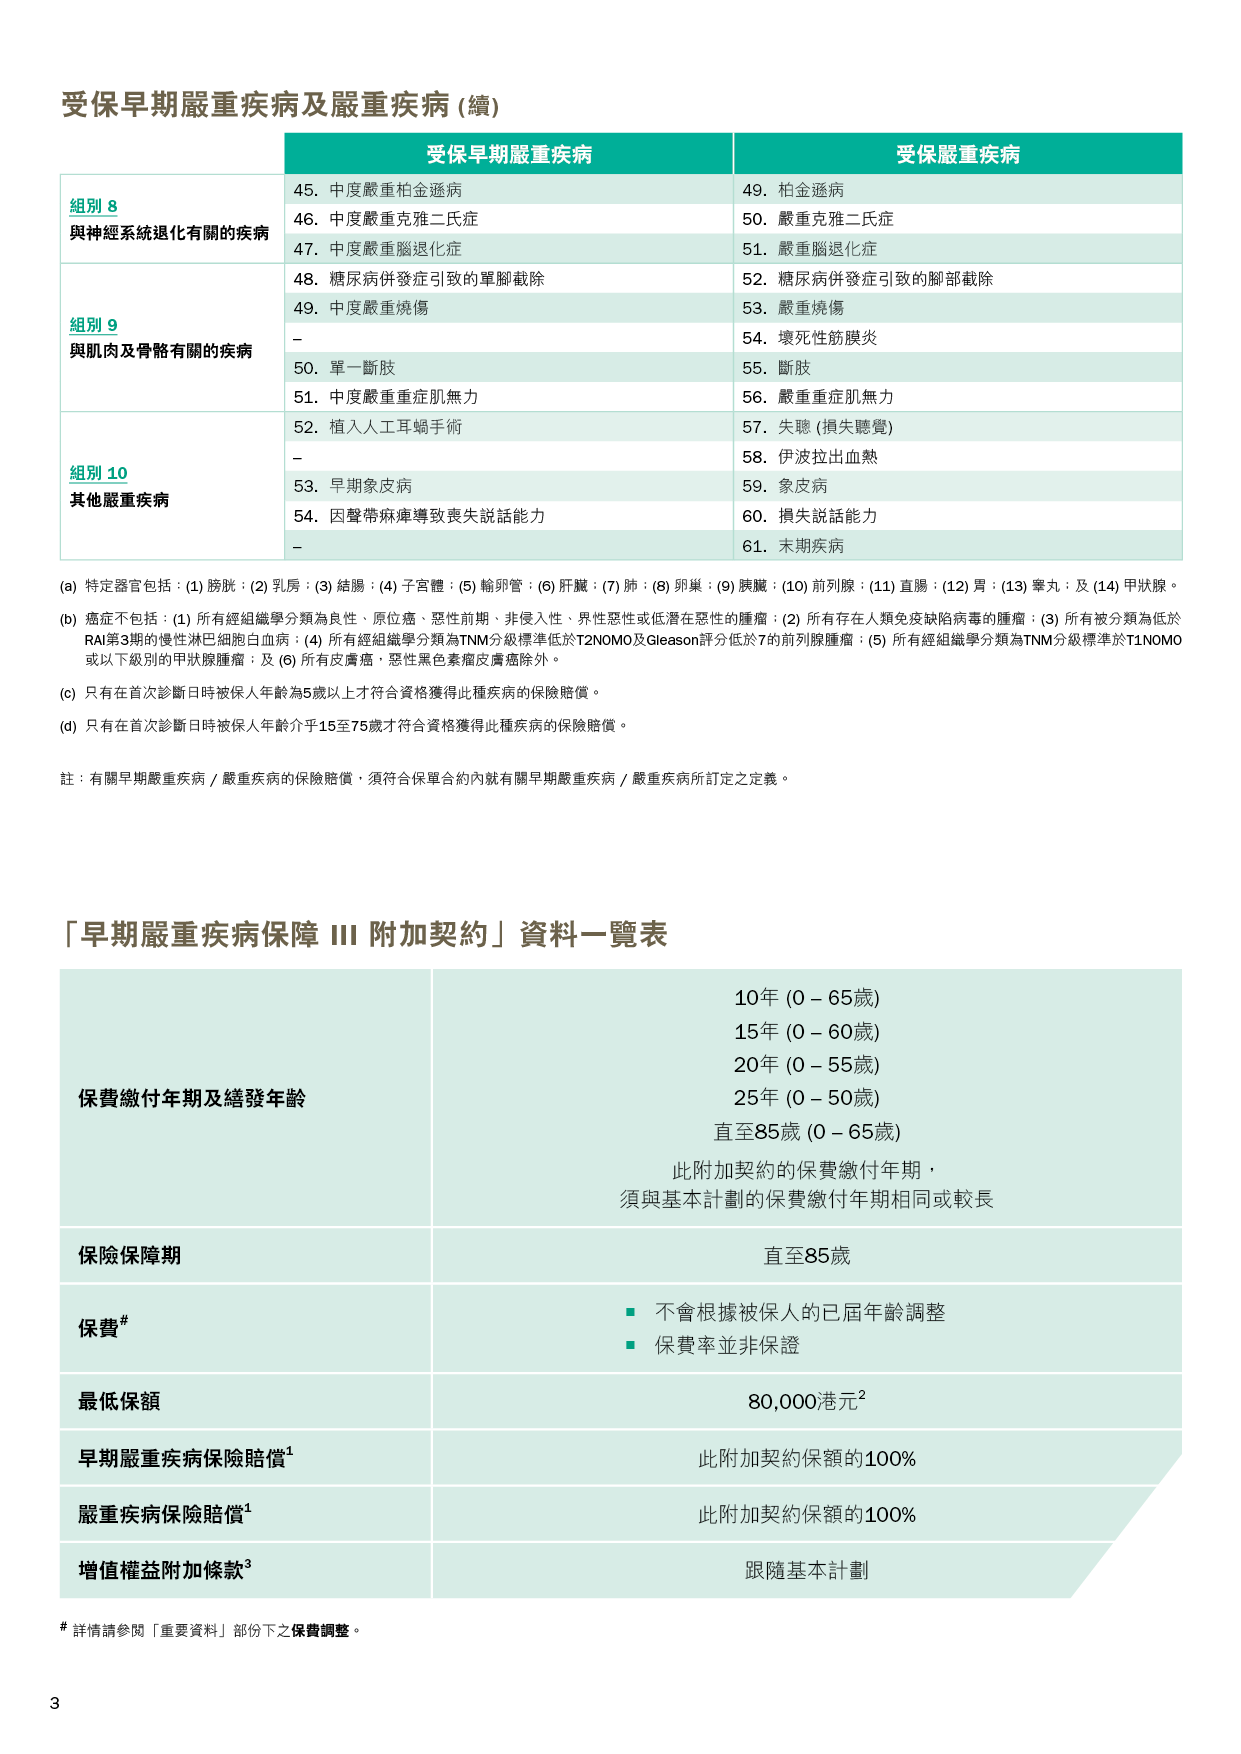 受保早期嚴重疾病及嚴重疾病 (續)
受保早期嚴重疾病 受保嚴重疾病
組別 8
與神經系統退化有關的疾病
45. 中度嚴重柏金遜病 49. 柏金遜病
46. 中度嚴重克雅二氏症 50. 嚴重克雅二氏症
47. 中度嚴重腦退化症 51. 嚴重腦退化症
組別 9
與肌肉及骨骼有關的疾病
48. 糖尿病併發症引致的單腳截除 52. 糖尿病併發症引致的腳部截除
49. 中度嚴重燒傷 53. 嚴重燒傷
– 54. 壞死性筋膜炎
50. 單一斷肢 55. 斷肢
51. 中度嚴重重症肌無力 56. 嚴重重症肌無力
組別 10
其他嚴重疾病
52. 植入人工耳蝸手術 57. 失聰 (損失聽覺)
– 58. 伊波拉出血熱
53. 早期象皮病 59. 象皮病
54. 因聲帶痳痺導致喪失説話能力 60. 損失説話能力
– 61. 末期疾病
(a) 特定器官包括：(1) 膀胱；(2) 乳房；(3) 結腸；(4) 子宮體；(5) 輸卵管；(6) 肝臟；(7) 肺；(8) 卵巢；(9) 胰臟；(10) 前列腺；(11) 直腸；(12) 胃；(13) 睾丸；及 (14) 甲狀腺。
(b) 癌症不包括：(1) 所有經組織學分類為良性、原位癌、惡性前期、非侵入性、界性惡性或低潛在惡性的腫瘤；(2) 所有存在人類免疫缺陷病毒的腫瘤；(3) 所有被分類為低於
RAI第3期的慢性淋巴細胞白血病；(4) 所有經組織學分類為TNM分級標準低於T2N0M0及Gleason評分低於7的前列腺腫瘤；(5) 所有經組織學分類為TNM分級標準於T1N0M0
或以下級別的甲狀腺腫瘤；及 (6) 所有皮膚癌，惡性黑色素瘤皮膚癌除外。
(c) 只有在首次診斷日時被保人年齡為5歲以上才符合資格獲得此種疾病的保險賠償。
(d) 只有在首次診斷日時被保人年齡介乎15至75歲才符合資格獲得此種疾病的保險賠償。
註：有關早期嚴重疾病 / 嚴重疾病的保險賠償，須符合保單合約內就有關早期嚴重疾病 / 嚴重疾病所訂定之定義。
「早期嚴重疾病保障 III 附加契約」資料一覽表
保費繳付年期及繕發年齡
10年 (0 – 65歲)
15年 (0 – 60歲)
20年 (0 – 55歲)
25年 (0 – 50歲)
直至85歲 (0 – 65歲)
此附加契約的保費繳付年期，
須與基本計劃的保費繳付年期相同或較長
保險保障期 直至85歲
保費#
■ 不會根據被保人的已屆年齡調整
■ 保費率並非保證
最低保額 80,000港元2
早期嚴重疾病保險賠償1 此附加契約保額的100%
嚴重疾病保險賠償1 此附加契約保額的100%
增值權益附加條款3 跟隨基本計劃
# 詳情請參閱「重要資料」部份下之保費調整。
3